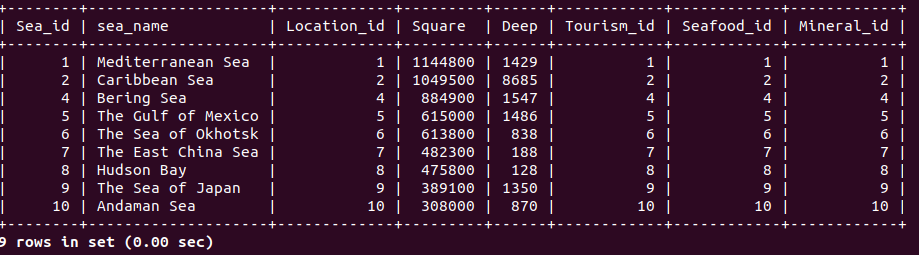 +--------+--------------------+-------------+---------+------+------------+------------+------------+
| Sea_id | sea_name           | Location_id | Square  | Deep | Tourism_id | Seafood_id | Mineral_id |
+--------+--------------------+-------------+---------+------+------------+------------+------------+
|      1 | Mediterranean Sea  |           1 | 1144800 | 1429 |          1 |          1 |          1 |
|      2 | Caribbean Sea      |           2 | 1049500 | 8685 |          2 |          2 |          2 |
|      4 | Bering Sea         |           4 |  884900 | 1547 |          4 |          4 |          4 |
|      5 | The Gulf of Mexico |           5 |  615000 | 1486 |          5 |          5 |          5 |
|      6 | The Sea of Okhotsk |           6 |  613800 |  838 |          6 |          6 |          6 |
|      7 | The East China Sea |           7 |  482300 |  188 |          7 |          7 |          7 |
|      8 | Hudson Bay         |           8 |  475800 |  128 |          8 |          8 |          8 |
|      9 | The Sea of Japan   |           9 |  389100 | 1350 |          9 |          9 |          9 |
|     10 | Andaman Sea        |          10 |  308000 |  870 |         10 |         10 |         10 |
+--------+--------------------+-------------+---------+------+------------+------------+------------+
9 rows in set (0.00 sec)